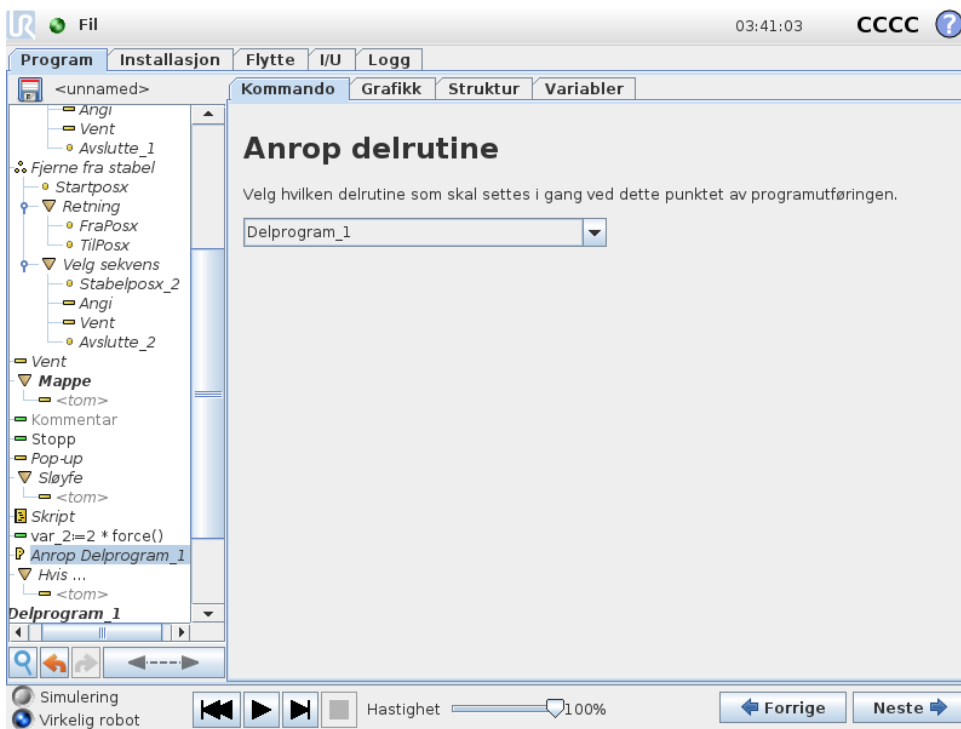 UR Fil 03:41:03 CCCC ?
Program Installasjon Flytte I/U Logg
<unnamed>
Kommando Grafikk Struktur Variabler
Angi
Vent
Avslutte_1
Fjerne fra stabel
Startposx
Retning
FraPosx
TilPosx
Velg sekvens
Stabelposx_2
Angi
Vent
Avslutte_2
Vent
Mappe
<tom>
Kommentar
Stopp
Pop-up
Sløyfe
<tom>
Skript
var_2:=2 * force()
Anrop Delprogram_1
Hvis ...
<tom>
Delprogram_1
Anrop delrutine
Velg hvilken delrutine som skal settes i gang ved dette punktet av programutføringen.
Delprogram_1
Simulering
Virkelig robot
Hastighet 100%
Forrige Neste